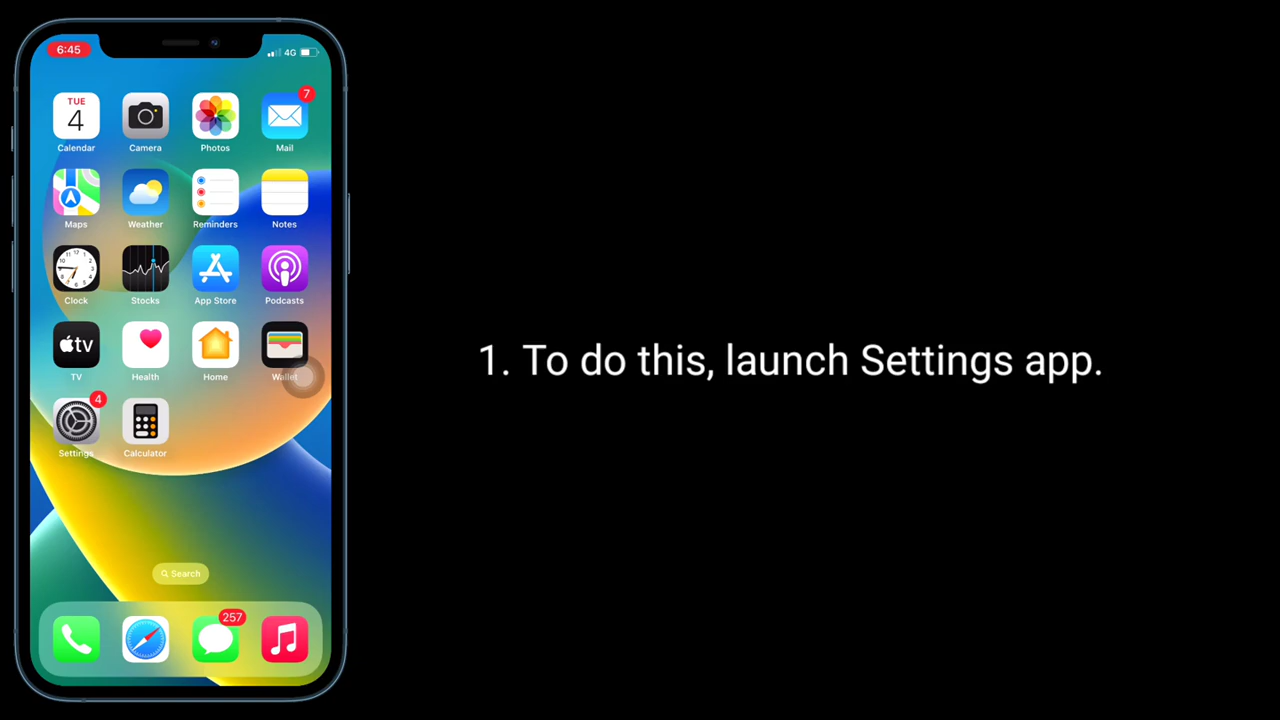 6:45
4G
TUE
4
7
Calendar
Camera
Photos
Mail
Maps
Weather
Reminders
Notes
Clock
Stocks
App Store
Podcasts
tv
TV
Health
Home
Wallet
4
Settings
Calculator
Search
257
1. To do this, launch Settings app.